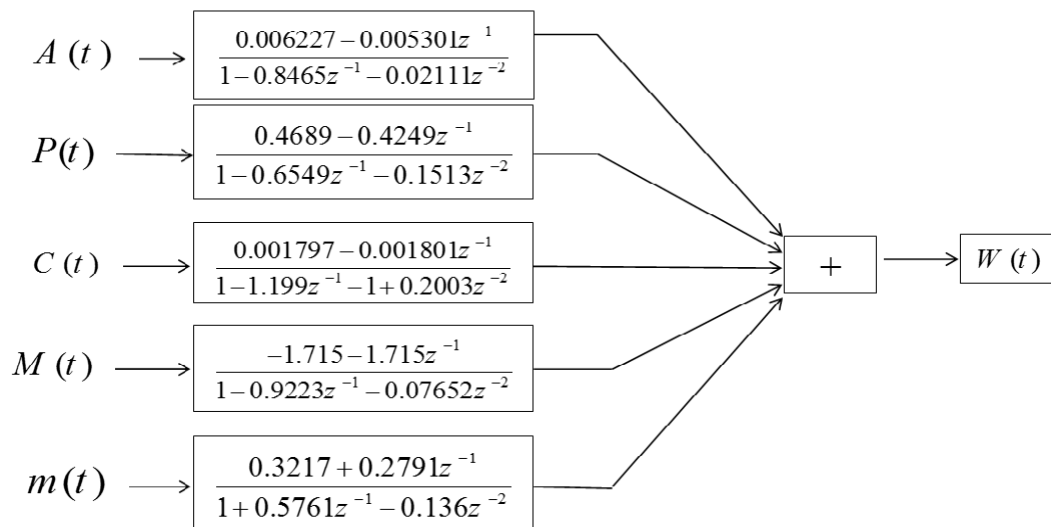 A (t)
0.006227 – 0.005301z ¹
1 – 0.8465z ⁻¹ – 0.02111z ⁻²
P(t)
0.4689 – 0.4249z ⁻¹
1 – 0.6549z ⁻¹ – 0.1513z ⁻²
C (t)
0.001797 – 0.001801z ⁻¹
1 – 1.199z ⁻¹ – 1 + 0.2003z ⁻²
M (t)
–1.715 – 1.715z ⁻¹
1 – 0.9223z ⁻¹ – 0.07652z ⁻²
m(t)
0.3217 + 0.2791z ⁻¹
1 + 0.5761z ⁻¹ – 0.136z ⁻²
+
W (t)